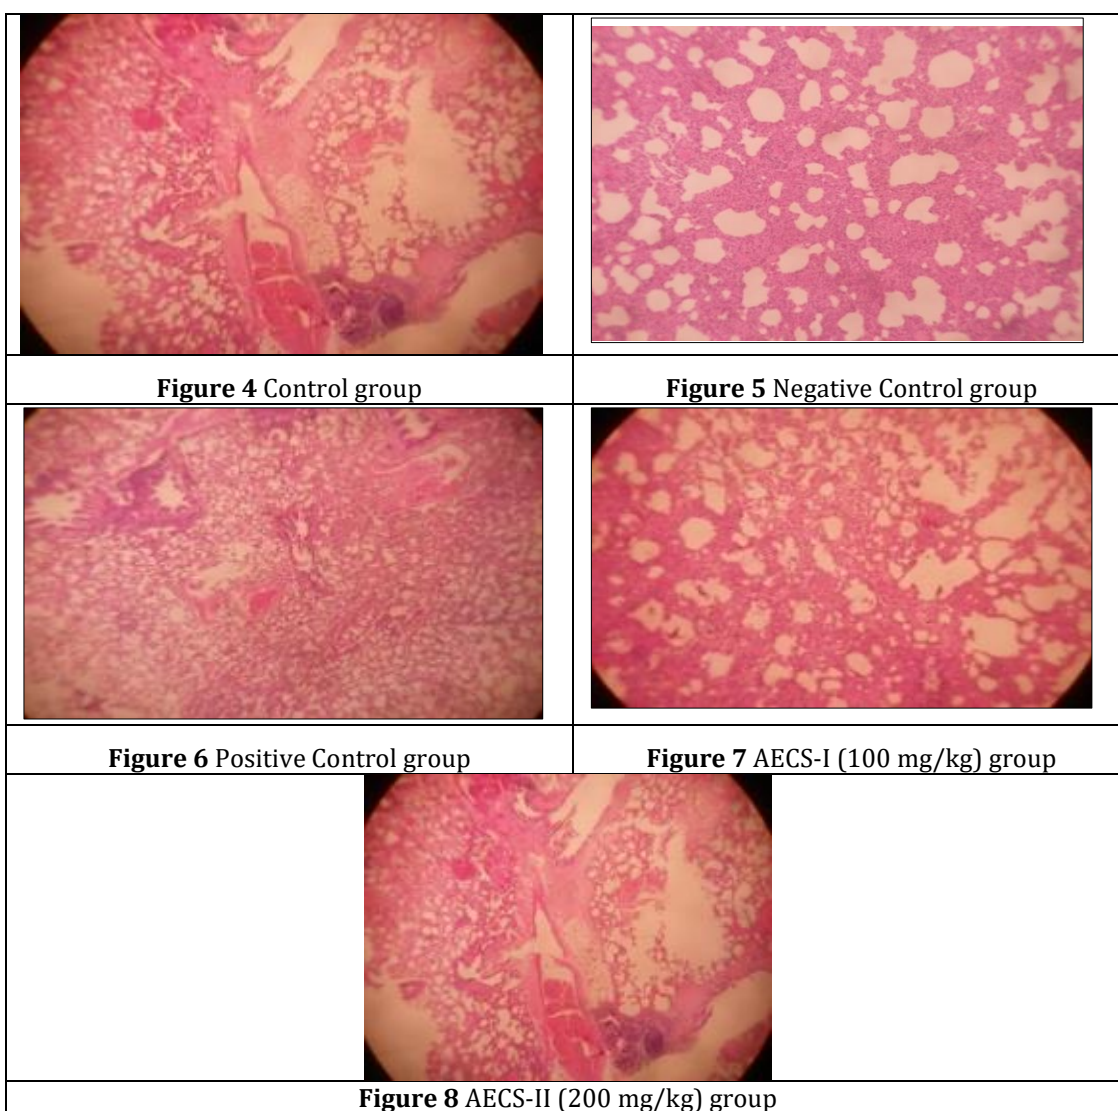 Figure 4 Control group
Figure 5 Negative Control group
Figure 6 Positive Control group
Figure 7 AECS-I (100 mg/kg) group
Figure 8 AECS-II (200 mg/kg) group